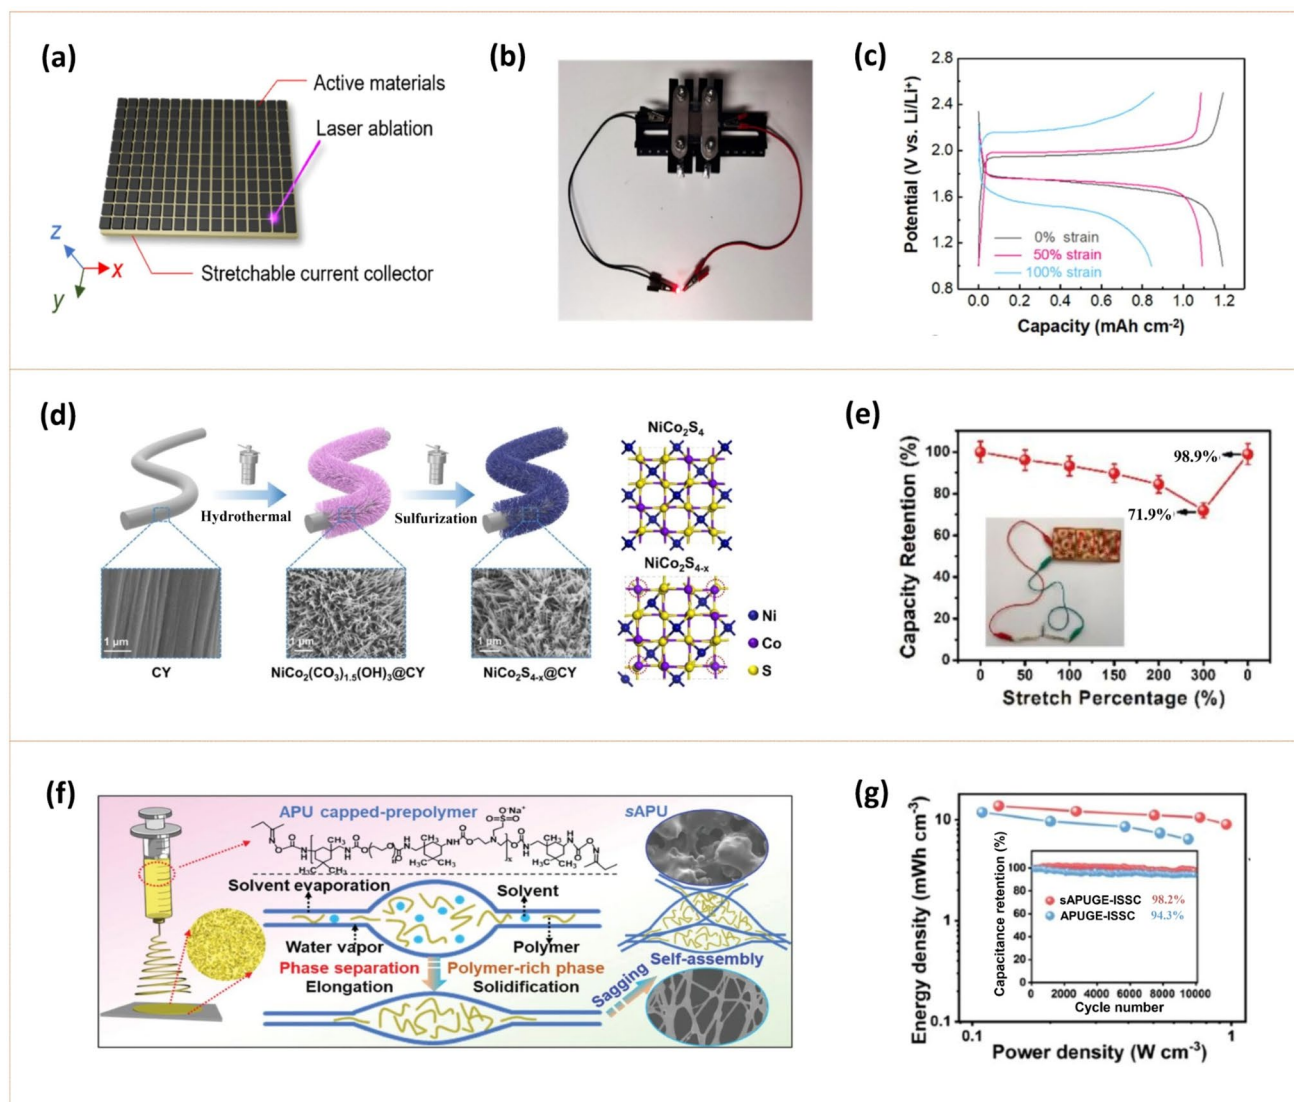 (a)
Active materials
Laser ablation
Stretchable current collector
z
x
y
(b)
(c)
Potential (V vs. Li/Li⁺)
2.8
2.4
2.0
1.6
1.2
0.8
0% strain
50% strain
100% strain
0.0 0.2 0.4 0.6 0.8 1.0 1.2
Capacity (mAh cm⁻²)
(d)
Hydrothermal
Sulfurization
1 μm
1 μm
1 μm
CY
NiCo₂(CO₃)₁.₅(OH)₃@CY
NiCo₂S₄₋ₓ@CY
NiCo₂S₄
NiCo₂S₄₋ₓ
Ni
Co
S
(e)
Capacity Retention (%)
100
80
60
40
20
0
98.9%
71.9%
0 50 100 150 200 300 0
Stretch Percentage (%)
(f)
APU capped-prepolymer
sAPU
Solvent evaporation
Solvent
Water vapor
Polymer
Phase separation
Elongation
Polymer-rich phase
Solidification
Self-assembly
Sagging
(g)
Energy density (mWh cm⁻³)
10
1
0.1
Capacitance retention (%)
100
80
60
40
20
0
sAPUGE-ISSC 98.2%
APUGE-ISSC 94.3%
0 2000 4000 6000 8000 10000
Cycle number
0.1 1
Power density (W cm⁻³)